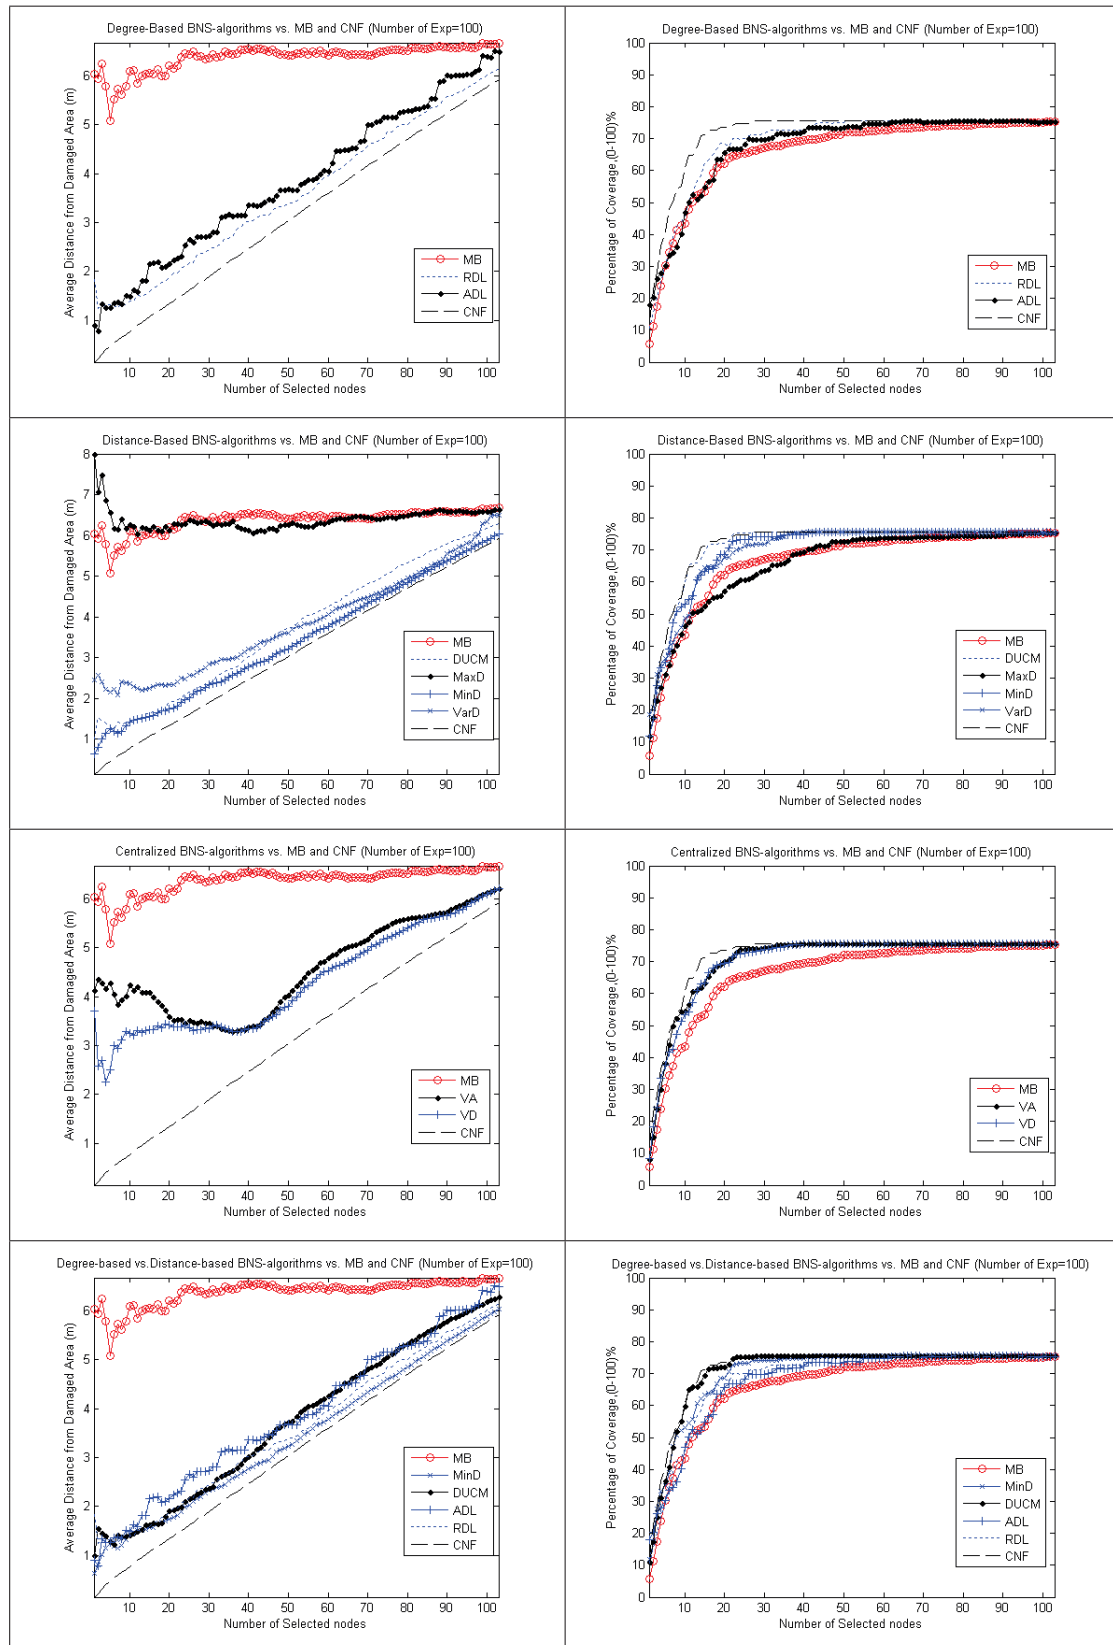 Degree-Based BNS-algorithms vs. MB and CNF (Number of Exp=100)
Average Distance from Damaged Area (m)
6
5
4
3
2
1
MB
RDL
ADL
CNF
10 20 30 40 50 60 70 80 90 100
Number of Selected nodes
Degree-Based BNS-algorithms vs. MB and CNF (Number of Exp=100)
Percentage of Coverage,(0-100)%
100
90
80
70
60
50
40
30
20
10
0
MB
RDL
ADL
CNF
10 20 30 40 50 60 70 80 90 100
Number of Selected nodes
Distance-Based BNS-algorithms vs. MB and CNF (Number of Exp=100)
Average Distance from Damaged Area (m)
8
7
6
5
4
3
2
1
MB
DUCM
MaxD
MinD
VarD
CNF
10 20 30 40 50 60 70 80 90 100
Number of Selected nodes
Distance-Based BNS-algorithms vs. MB and CNF (Number of Exp=100)
Percentage of Coverage,(0-100)%
100
90
80
70
60
50
40
30
20
10
0
MB
DUCM
MaxD
MinD
VarD
CNF
10 20 30 40 50 60 70 80 90 100
Number of Selected nodes
Centralized BNS-algorithms vs. MB and CNF (Number of Exp=100)
Average Distance from Damaged Area (m)
6
5
4
3
2
1
MB
VA
VD
CNF
10 20 30 40 50 60 70 80 90 100
Number of Selected nodes
Centralized BNS-algorithms vs. MB and CNF (Number of Exp=100)
Percentage of Coverage,(0-100)%
100
90
80
70
60
50
40
30
20
10
0
MB
VA
VD
CNF
10 20 30 40 50 60 70 80 90 100
Number of Selected nodes
Degree-based vs.Distance-based BNS-algorithms vs. MB and CNF (Number of Exp=100)
Average Distance from Damaged Area (m)
6
5
4
3
2
1
MB
MinD
DUCM
ADL
RDL
CNF
10 20 30 40 50 60 70 80 90 100
Number of Selected nodes
Degree-based vs.Distance-based BNS-algorithms vs. MB and CNF (Number of Exp=100)
Percentage of Coverage,(0-100)%
100
90
80
70
60
50
40
30
20
10
0
MB
MinD
DUCM
ADL
RDL
CNF
10 20 30 40 50 60 70 80 90 100
Number of Selected nodes